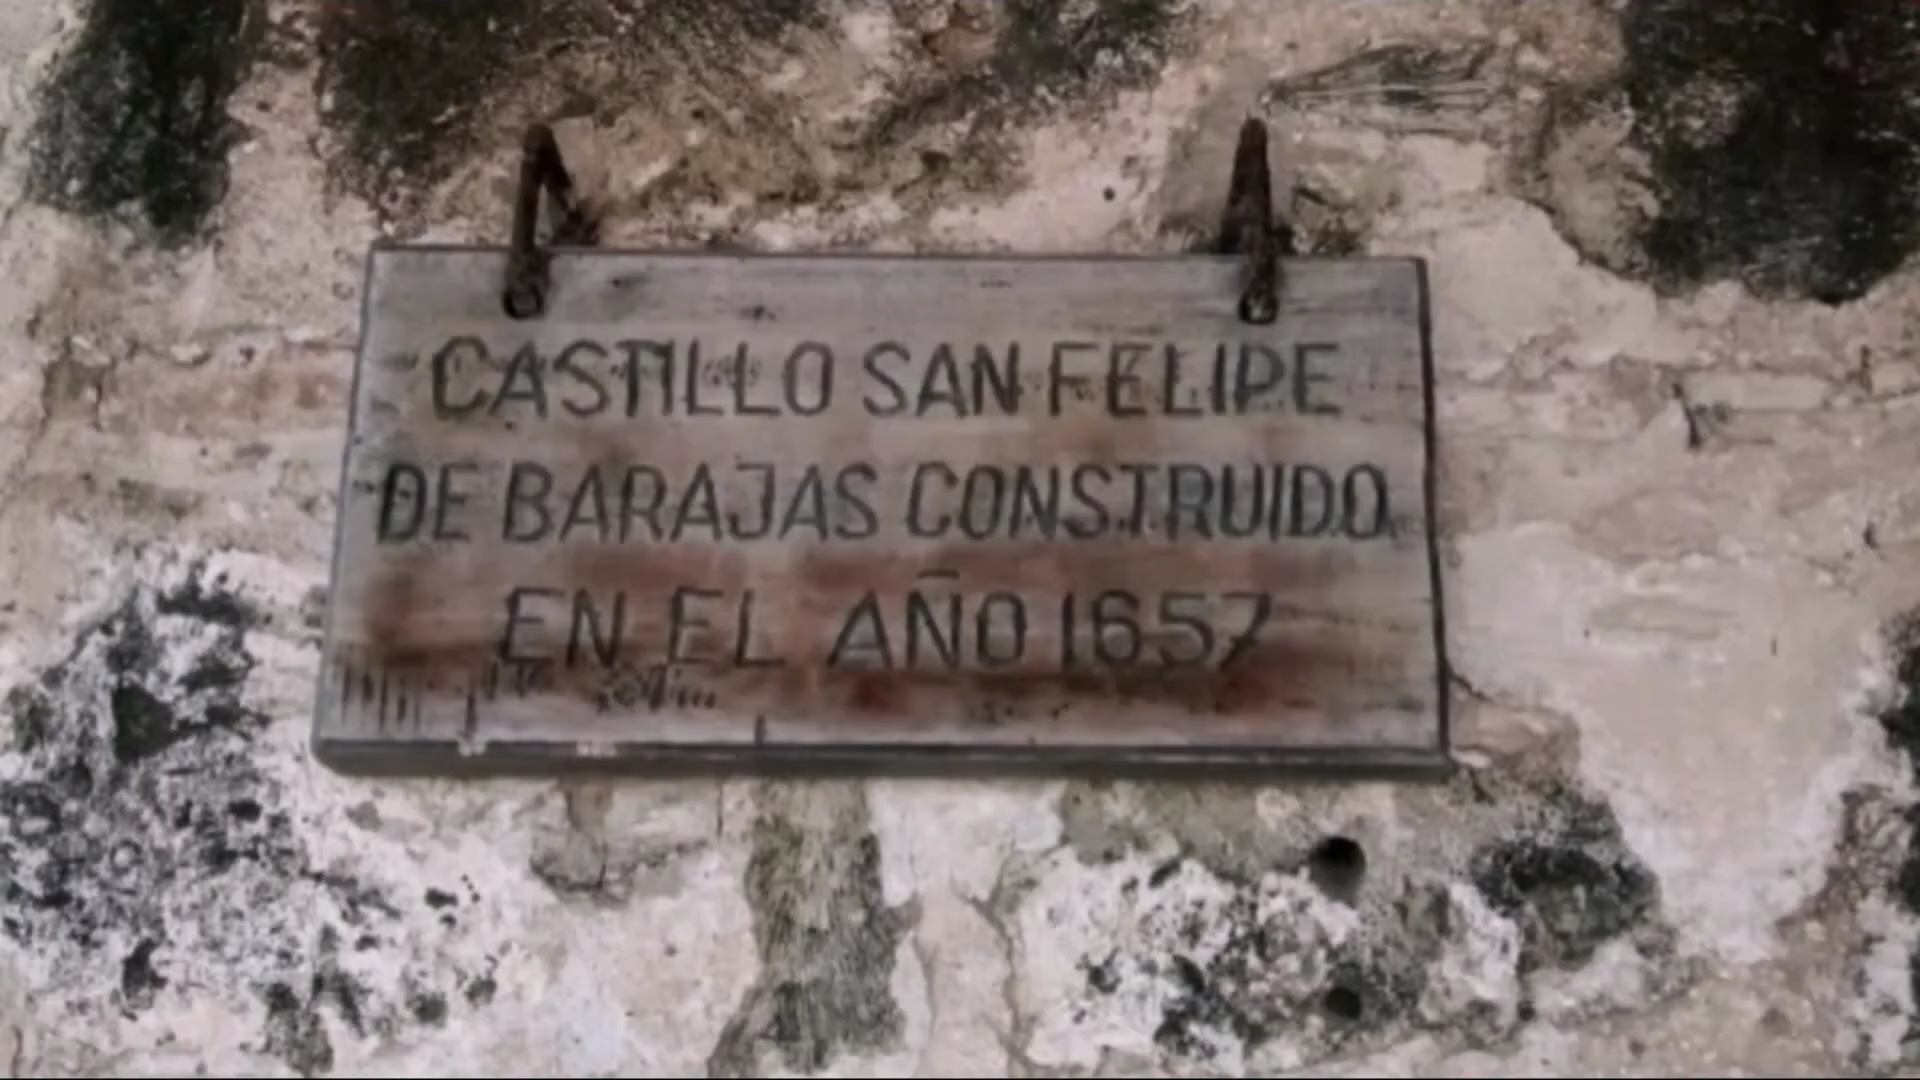 CASTILLO SAN FELIPE
DE BARAJAS CONSTRUIDO
EN EL AÑO 1657